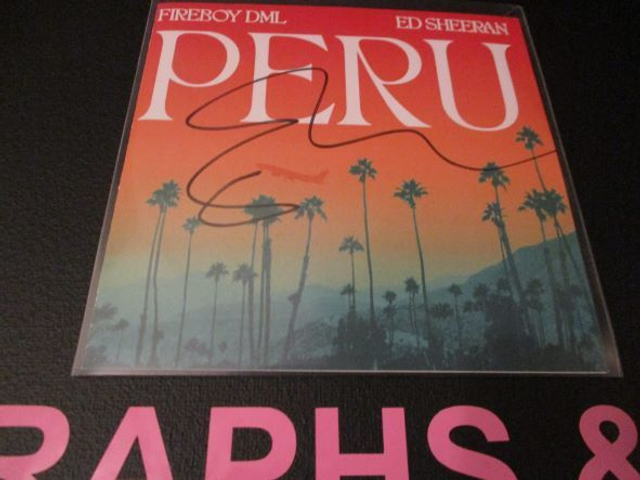 FIREBOY DML ED SHEERAN
PERU
RAPHS &